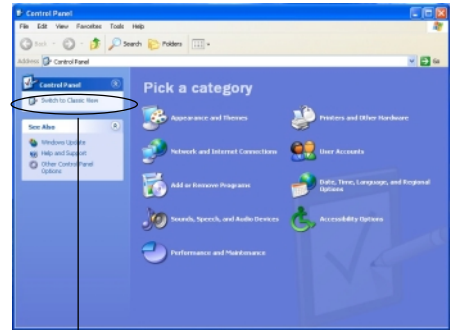 Control Panel
File Edit View Favorites Tools Help
Back Search Folders
Address Control Panel Go
Control Panel
Switch to Classic View
See Also
Windows Update
Help and Support
Other Control Panel
Options
Pick a category
Appearance and Themes
Printers and Other Hardware
Network and Internet Connections
User Accounts
Add or Remove Programs
Date, Time, Language, and Regional
Options
Sounds, Speech, and Audio Devices
Accessibility Options
Performance and Maintenance